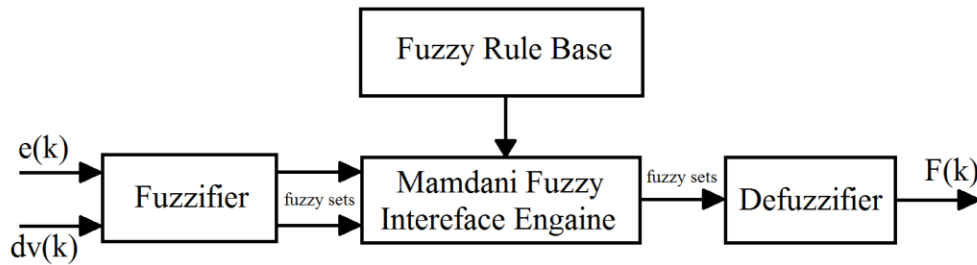 Fuzzy Rule Base
e(k)
dv(k)
Fuzzifier
fuzzy sets
Mamdani Fuzzy
Intereface Engaine
fuzzy sets
Defuzzifier
F(k)